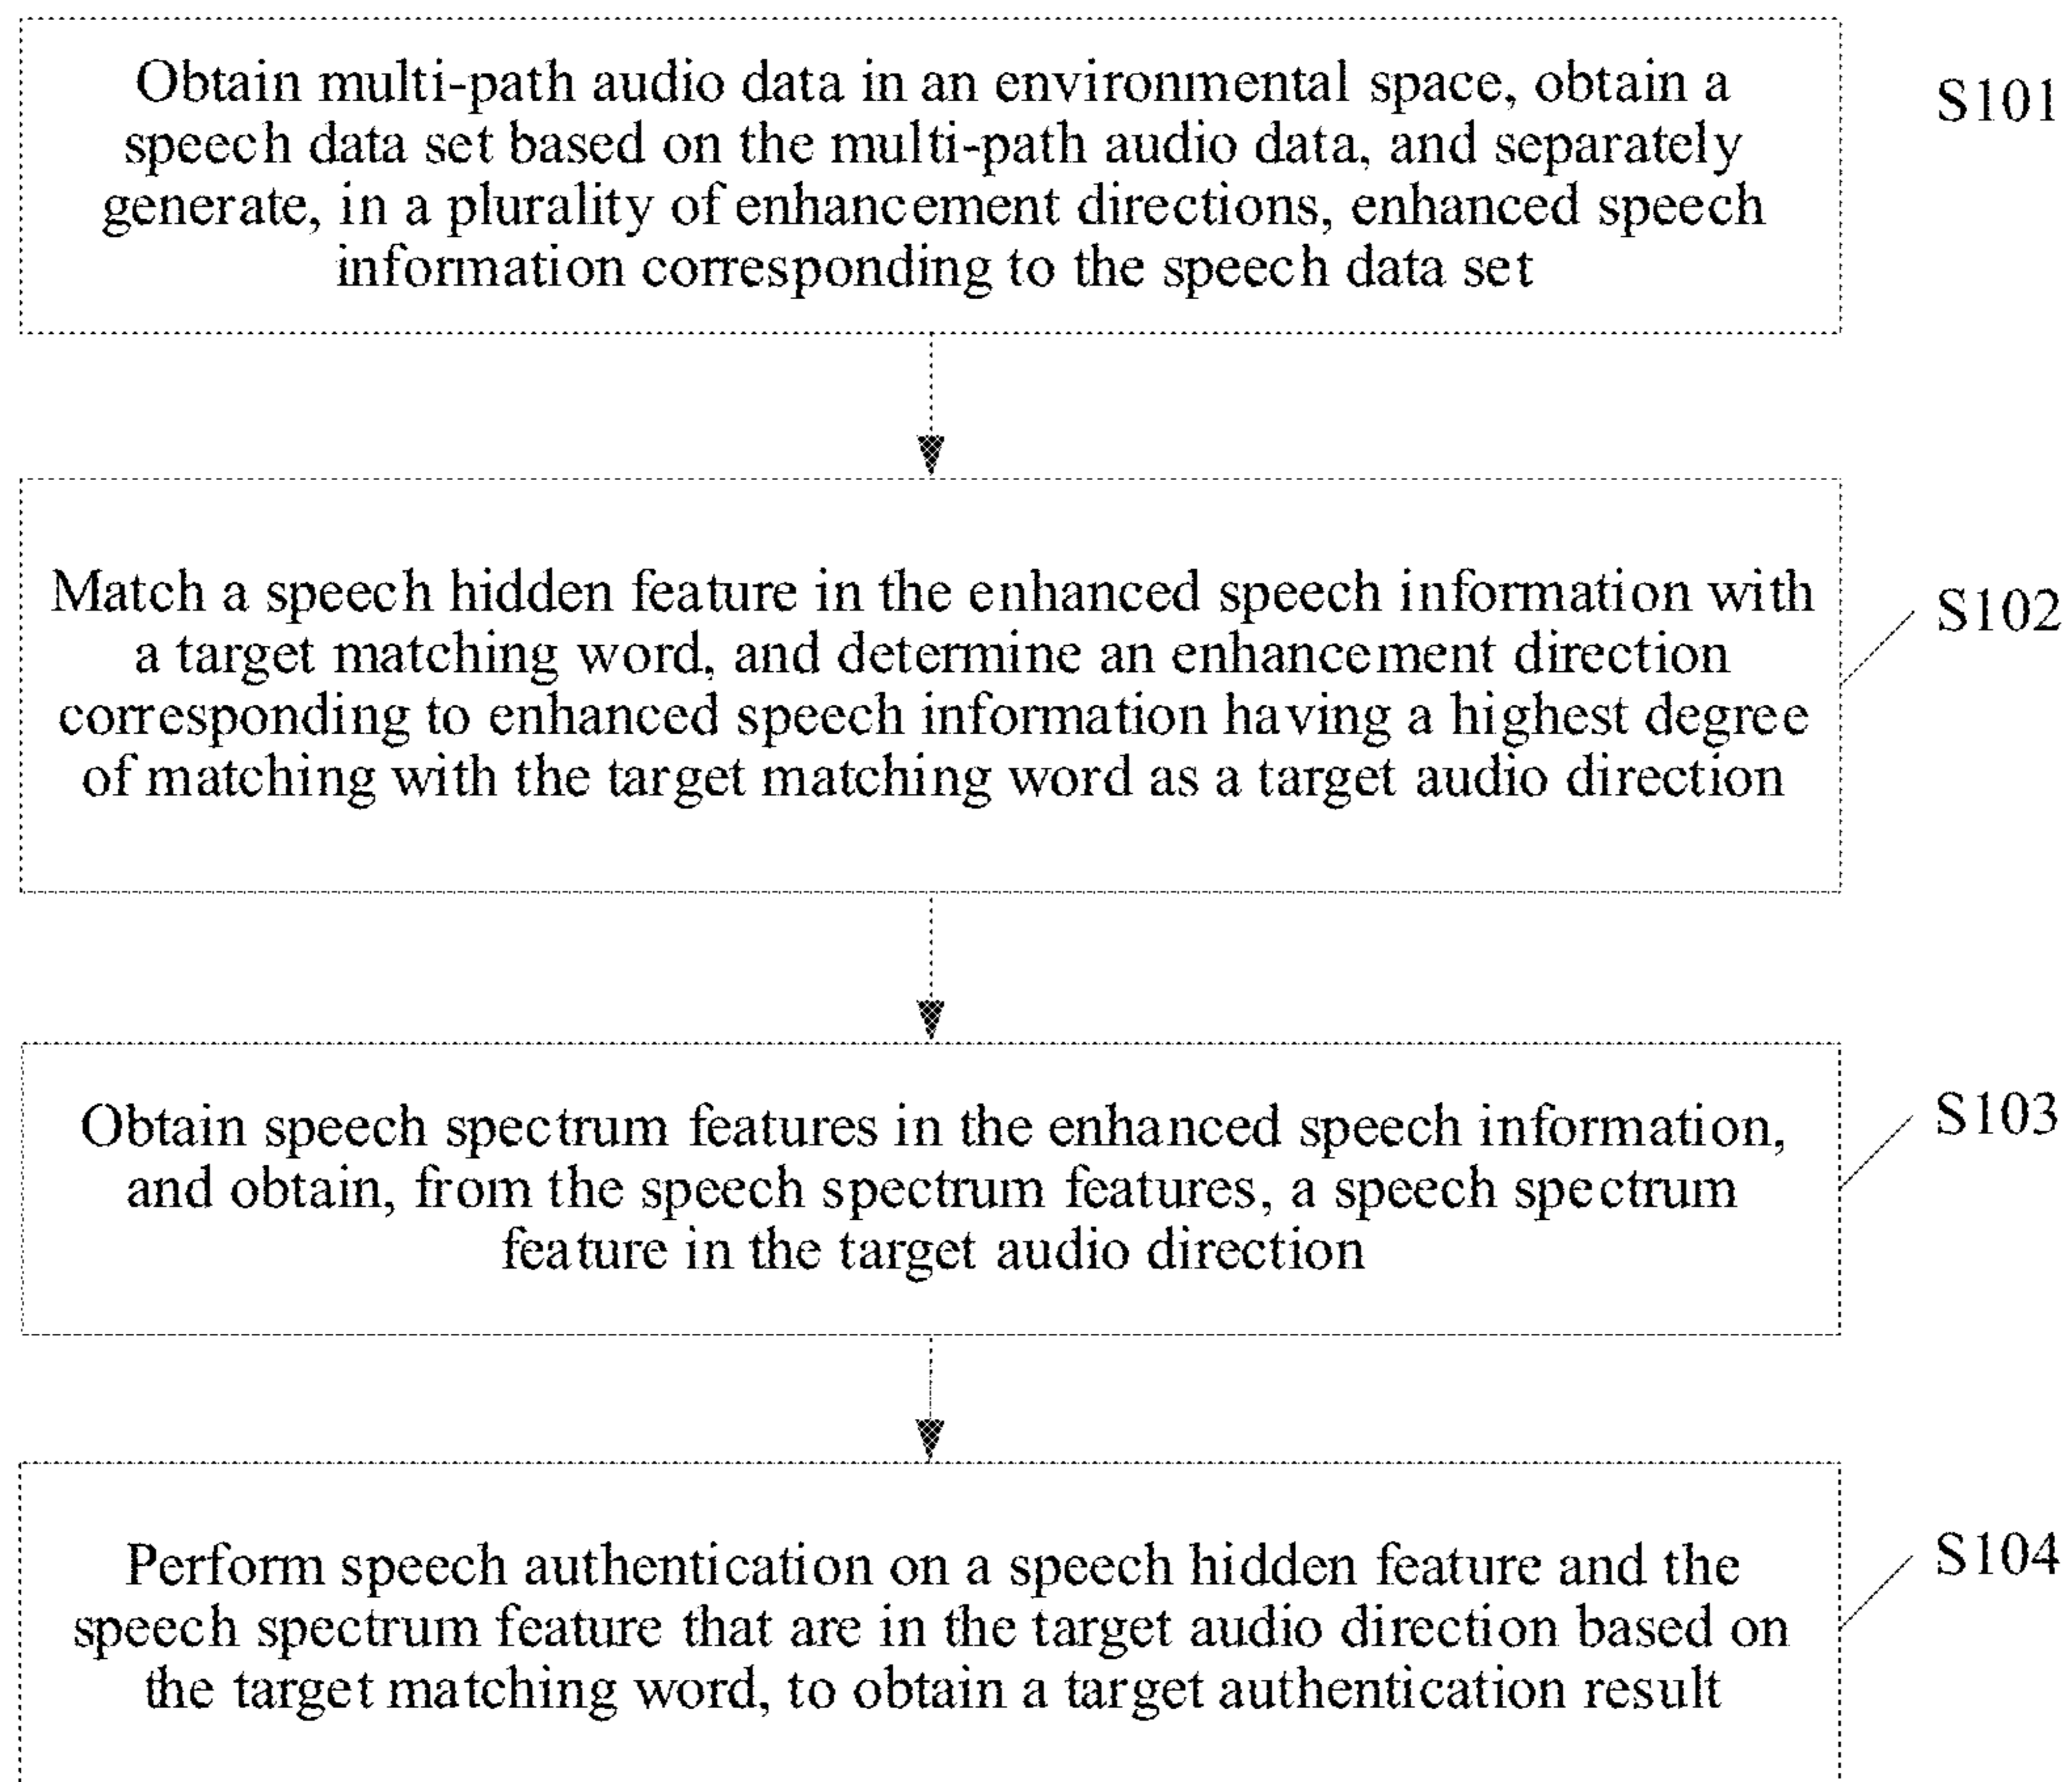 Obtain multi-path audio data in an environmental space, obtain a
speech data set based on the multi-path audio data, and separately
generate, in a plurality of enhancement directions, enhanced speech
information corresponding to the speech data set
S101
Match a speech hidden feature in the enhanced speech information with
a target matching word, and determine an enhancement direction
corresponding to enhanced speech information having a highest degree
of matching with the target matching word as a target audio direction
S102
Obtain speech spectrum features in the enhanced speech information,
and obtain, from the speech spectrum features, a speech spectrum
feature in the target audio direction
S103
Perform speech authentication on a speech hidden feature and the
speech spectrum feature that are in the target audio direction based on
the target matching word, to obtain a target authentication result
S104